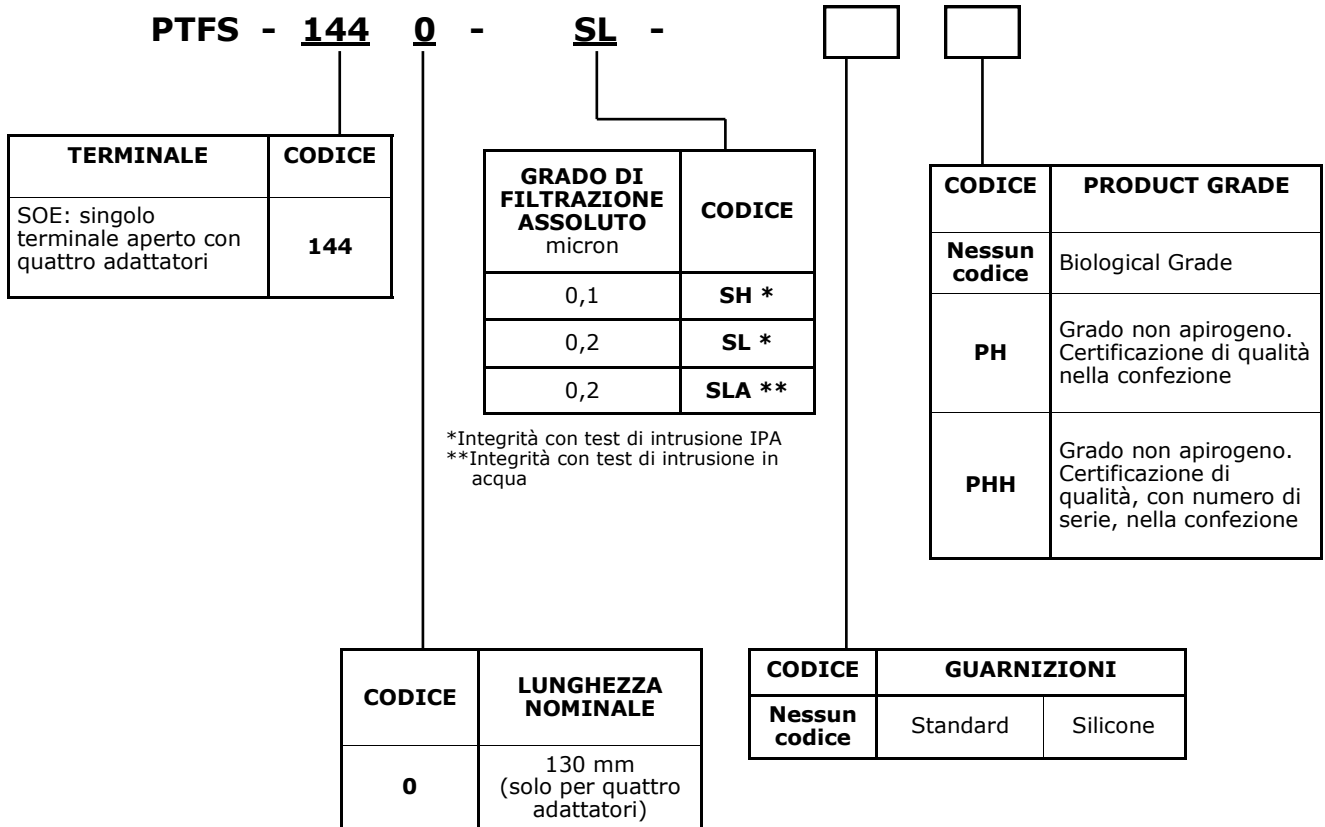 PTFS - 144 0 - SL -
TERMINALE CODICE
SOE: singolo
terminale aperto con
quattro adattatori
144
GRADO DI
FILTRAZIONE
ASSOLUTO
micron
CODICE
0,1 SH *
0,2 SL *
0,2 SLA **
*Integrità con test di intrusione IPA
**Integrità con test di intrusione in
acqua
CODICE PRODUCT GRADE
Nessun
codice
Biological Grade
PH
Grado non apirogeno.
Certificazione di qualità
nella confezione
PHH
Grado non apirogeno.
Certificazione di
qualità, con numero di
serie, nella confezione
CODICE
LUNGHEZZA
NOMINALE
0
130 mm
(solo per quattro
adattatori)
CODICE GUARNIZIONI
Nessun
codice
Standard Silicone